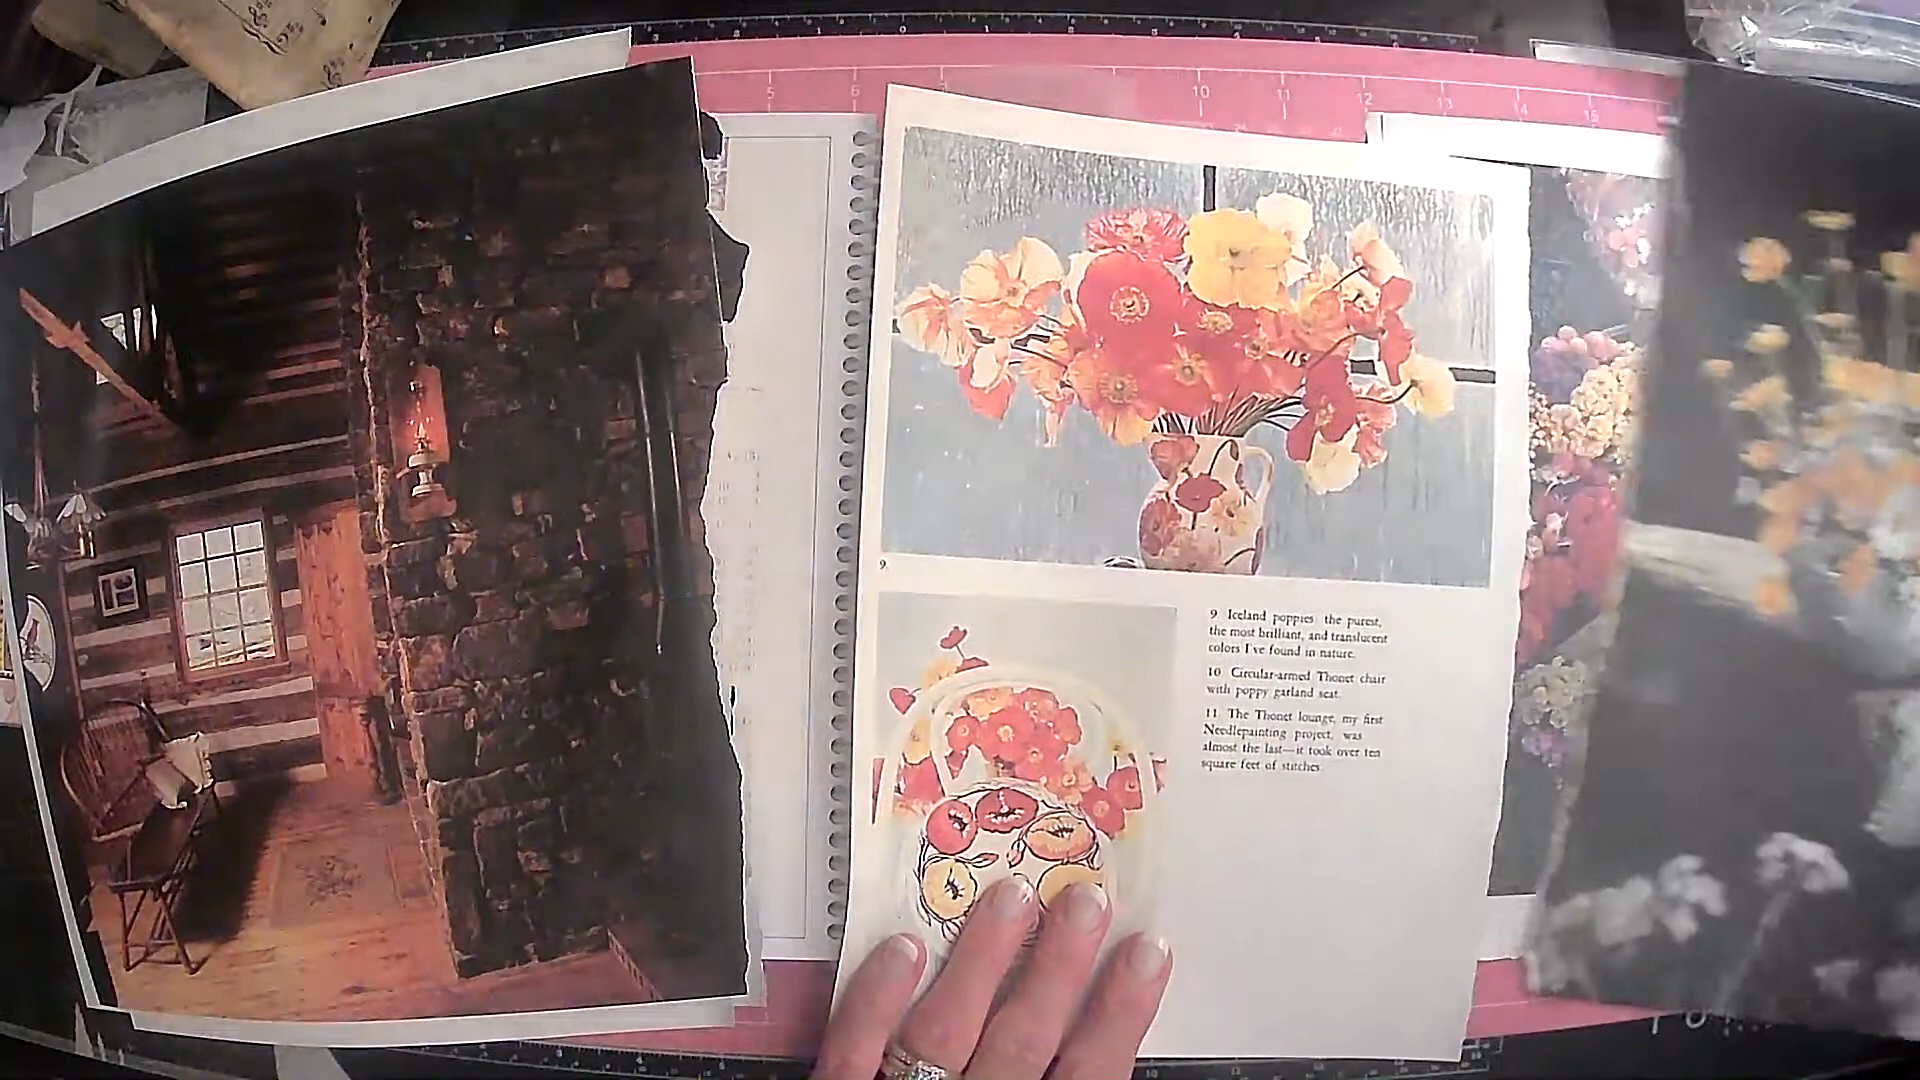 9
9 Iceland poppies the purest,
the most brilliant, and translucent
colors I've found in nature.
10 Circular-armed Thonet chair
with poppy garland seat.
11 The Thonet lounge, my first
Needlepainting project, was
almost the last—it took over ten
square feet of stitches.
5 6 10 11 12 13 14 15